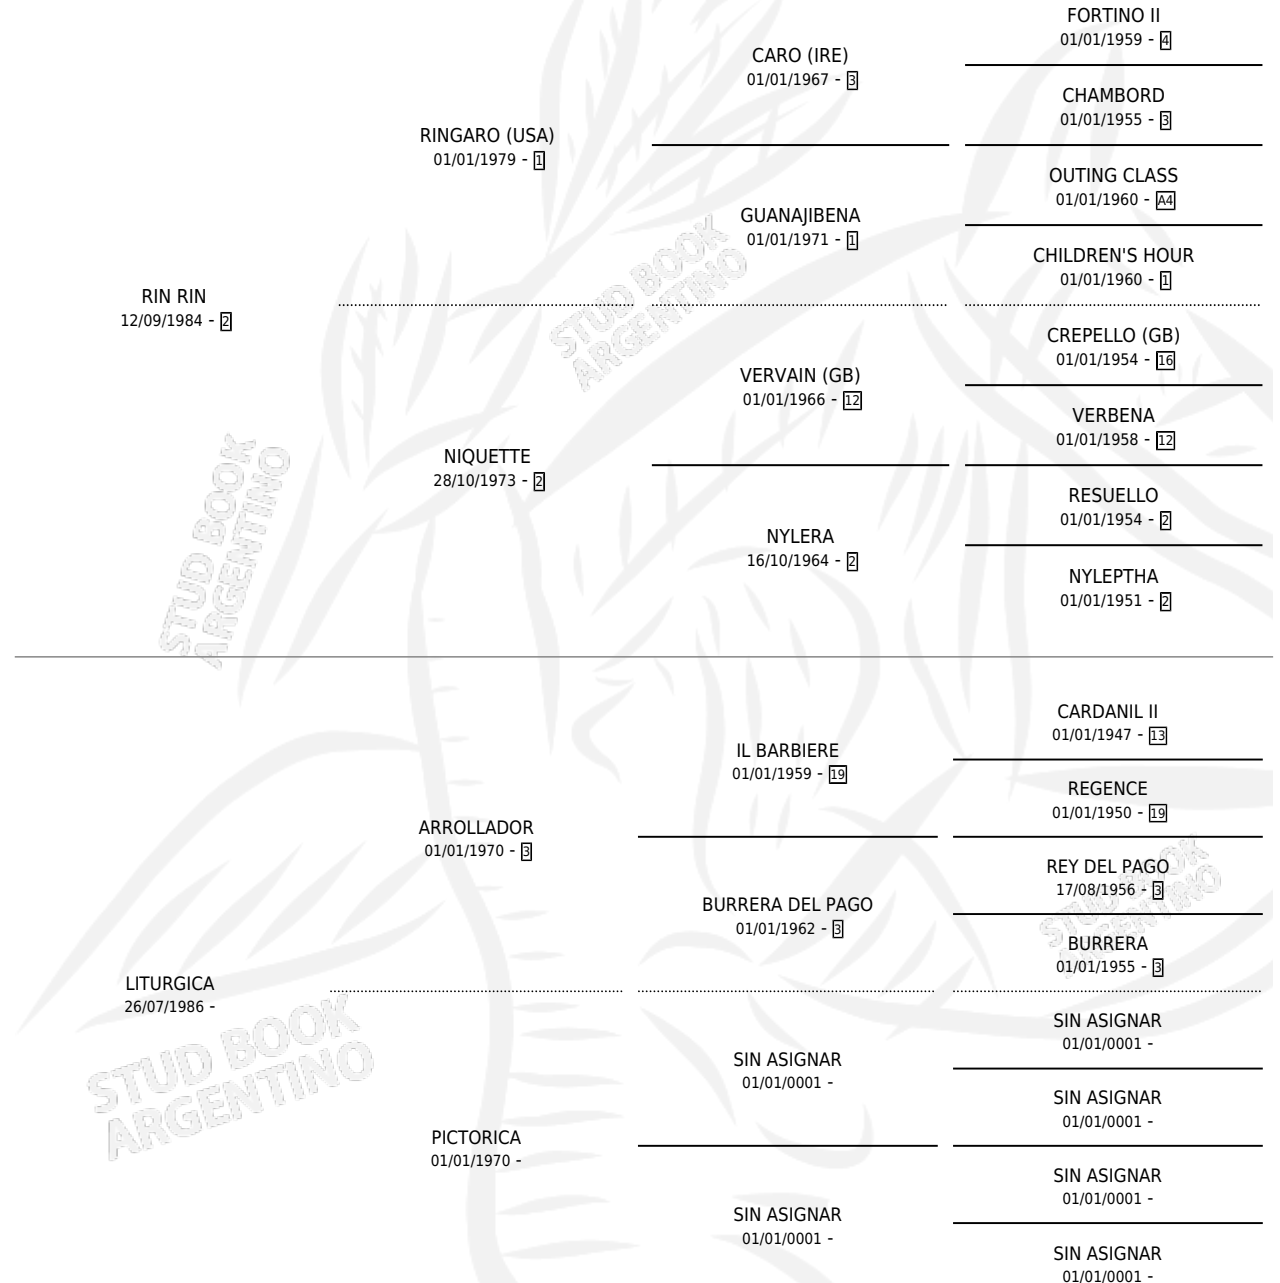 FORTINO II
01/01/1959 - 4
CARO (IRE)
01/01/1967 - 3
CHAMBORD
01/01/1955 - 3
RINGARO (USA)
01/01/1979 - 1
OUTING CLASS
01/01/1960 - A4
GUANAJIBENA
01/01/1971 - 1
CHILDREN'S HOUR
01/01/1960 - 1
RIN RIN
12/09/1984 - 2
CREPELLO (GB)
01/01/1954 - 16
VERVAIN (GB)
01/01/1966 - 12
VERBENA
01/01/1958 - 12
NIQUETTE
28/10/1973 - 2
RESUELLO
01/01/1954 - 2
NYLERA
16/10/1964 - 2
NYLEPTHA
01/01/1951 - 2
CARDANIL II
01/01/1947 - 13
IL BARBIERE
01/01/1959 - 19
REGENCE
01/01/1950 - 19
ARROLLADOR
01/01/1970 - 3
REY DEL PAGO
17/08/1956 - 3
BURRERA DEL PAGO
01/01/1962 - 3
BURRERA
01/01/1955 - 3
LITURGICA
26/07/1986 -
SIN ASIGNAR
01/01/0001 -
SIN ASIGNAR
01/01/0001 -
SIN ASIGNAR
01/01/0001 -
PICTORICA
01/01/1970 -
SIN ASIGNAR
01/01/0001 -
SIN ASIGNAR
01/01/0001 -
SIN ASIGNAR
01/01/0001 -
STUD BOOK
ARGENTINO
STUD BOOK
ARGENTINO
STUD BOOK
ARGENTINO
STUD BOOK
ARGENTINO